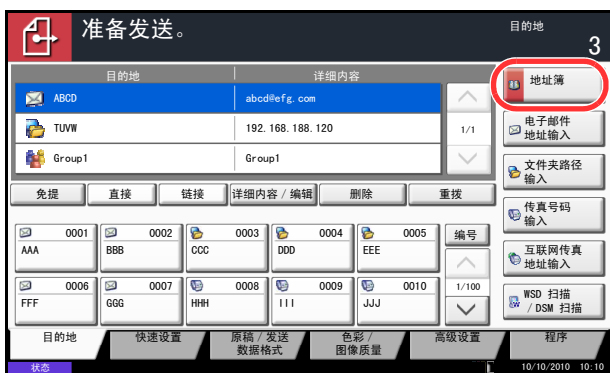 准备发送。
目的地
3
目的地 详细内容
ABCD abcd@efg.com
TUVW 192.168.188.120 1/1
Group1 Group1
免提 直接 链接 详细内容 / 编辑 删除 重拨
0001 0002 0003 0004 0005 编号
AAA BBB CCC DDD EEE
0006 0007 0008 0009 0010 1/100
FFF GGG HHH III JJJ
地址簿
电子邮件
地址输入
文件夹路径
输入
传真号码
输入
互联网传真
地址输入
WSD 扫描
/ DSM 扫描
目的地 快速设置 原稿 / 发送
数据格式 色彩 /
图像质量 高级设置 程序
状态 10/10/2010 10:10